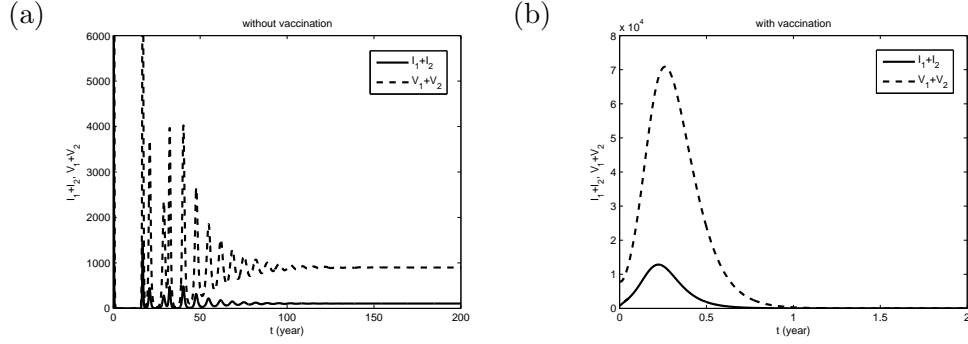 (a)
without vaccination
6000
5000
4000
3000
2000
1000
0
I₁+I₂, V₁+V₂
0 50 100 150 200
t (year)
I₁+I₂
V₁+V₂
(b)
with vaccination
x 10⁴
8
7
6
5
4
3
2
1
0
I₁+I₂, V₁+V₂
0 0.5 1 1.5 2
t (year)
I₁+I₂
V₁+V₂